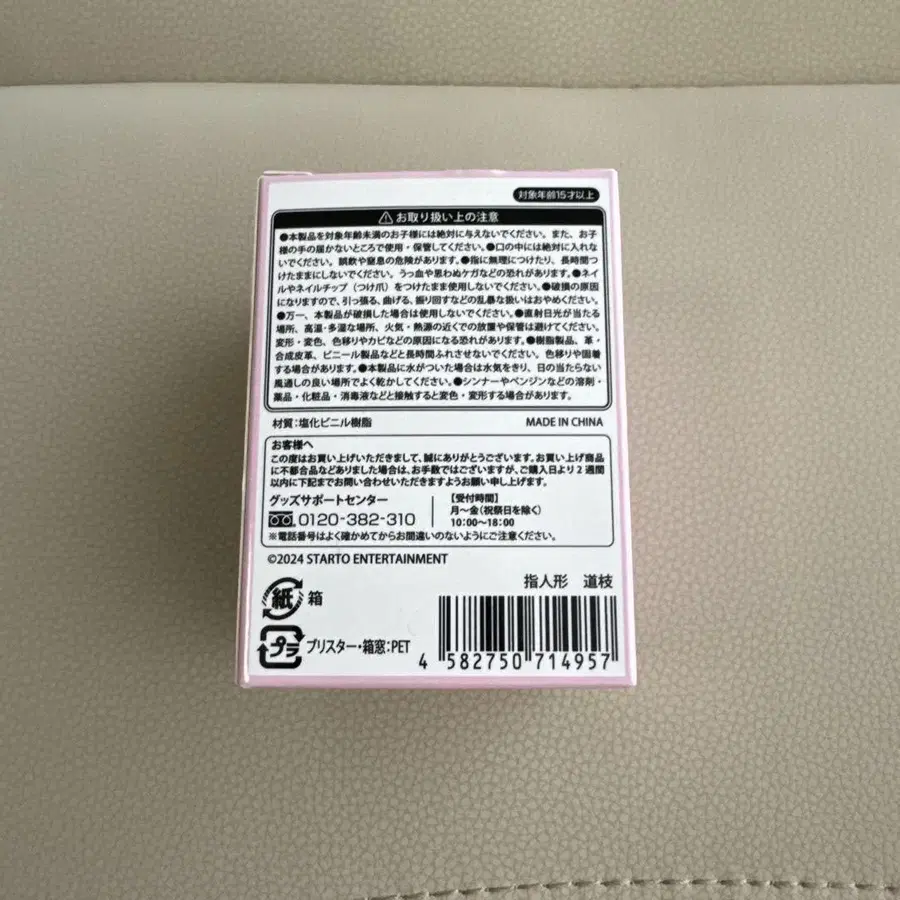 対象年齢15才以上
⚠お取り扱い上の注意
●本製品を対象年齢未満のお子様には絶対に与えないでください。また、お子
様の手の届かないところで使用・保管してください。●口の中には絶対に入れな
いでください。誤飲や窒息の危険があります。●指に無理につけたり、長時間つ
けたままにしないでください。うっ血や思わぬケガなどの恐れがあります。●ネイ
ルやネイルチップ（つけ爪）をつけたまま使用しないでください。●破損の原因
になりますので、引っ張る、曲げる、振り回すなどの乱暴な扱いはおやめください。
●万一、本製品が破損した場合は使用しないでください。●直射日光が当たる
場所、高温・多湿な場所、火気・熱源の近くでの放置や保管は避けてください。
変形・変色、色移りやカビなどの原因になる恐れがあります。●樹脂製品、革・
合成皮革、ビニール製品などと長時間ふれさせないでください。色移りや固着
する場合があります。●本製品に水がついた場合は水気をきり、日の当たらない
風通しの良い場所でよく乾かしてください。●シンナーやベンジンなどの溶剤・
薬品・化粧品・消毒液などと接触すると変色・変形する場合があります。
材質：塩化ビニル樹脂 MADE IN CHINA
お客様へ
この度はお買い上げいただきまして、誠にありがとうございます。お買い上げ商品
に不都合品などありました場合は、お手数ではございますが、ご購入日より2週間
以内に下記までお問い合わせいただきますようお願い申し上げます。
グッズサポートセンター
0120-382-310
【受付時間】
月～金（祝祭日を除く）
10:00～18:00
※電話番号はよく確かめてからお間違いのないようにご注意ください。
©2024 STARTO ENTERTAINMENT
指人形 道枝
紙 箱
プラ ブリスター・箱窓：PET
4 582750 714957